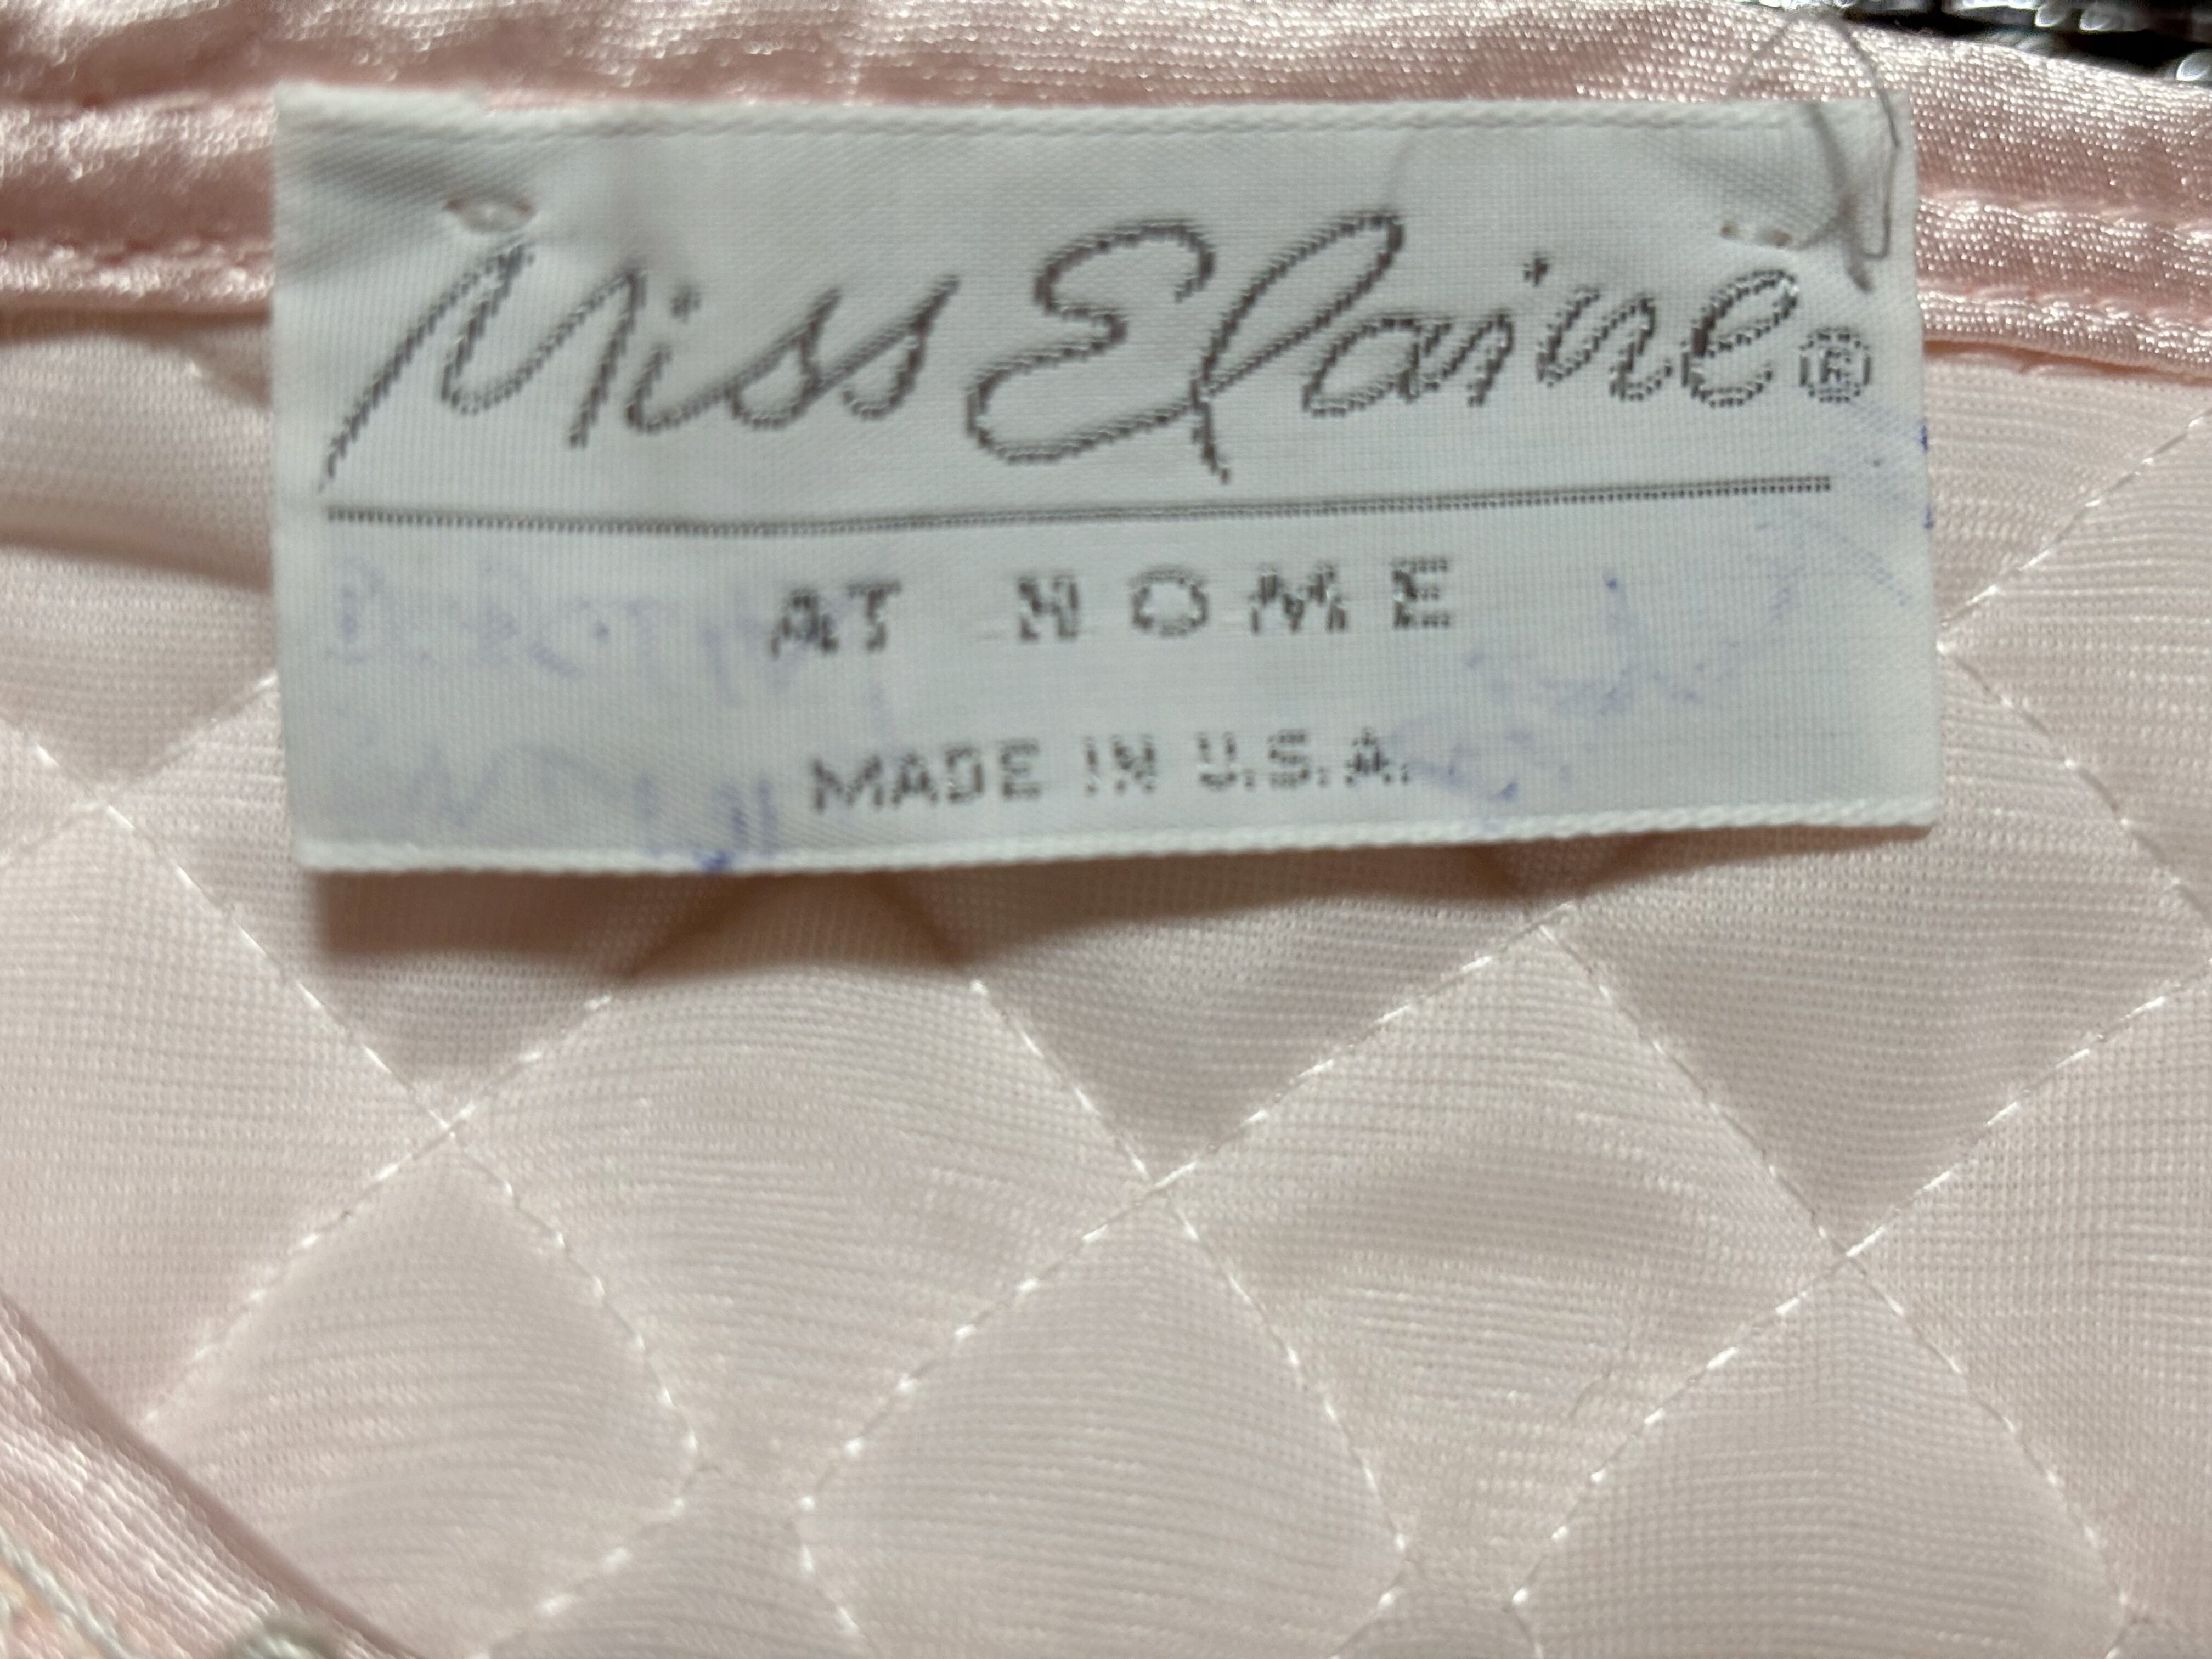 Miss Elaine®
AT HOME
MADE IN U.S.A.